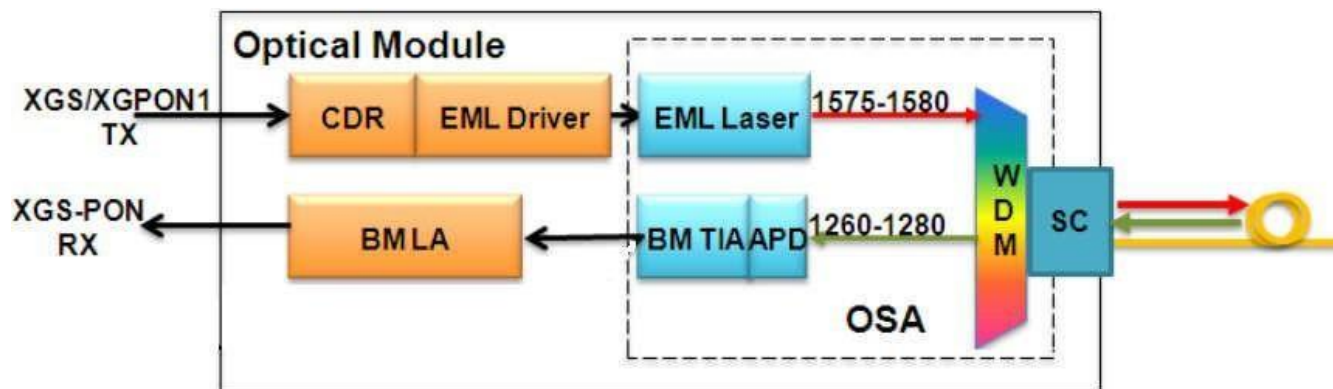 Optical Module
XGS/XGPON1
TX
CDR
EML Driver
EML Laser
1575-1580
XGS-PON
RX
BM LA
BM TIA
APD
1260-1280
W
D
M
SC
OSA